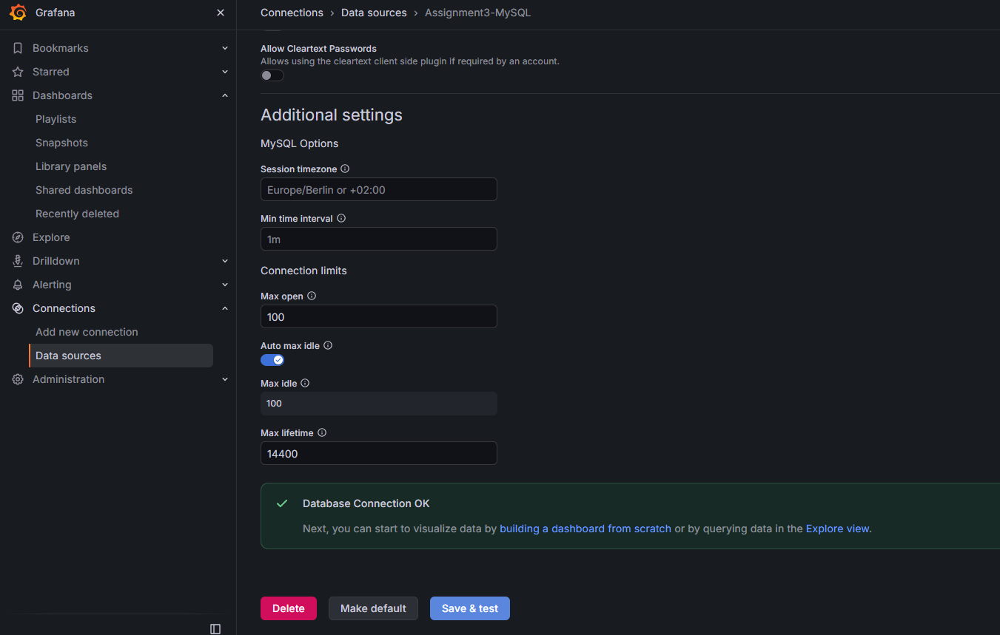 Grafana
Connections › Data sources › Assignment3-MySQL
Bookmarks
Starred
Dashboards
Playlists
Snapshots
Library panels
Shared dashboards
Recently deleted
Explore
Drilldown
Alerting
Connections
Add new connection
Data sources
Administration
Allow Cleartext Passwords
Allows using the cleartext client side plugin if required by an account.
Additional settings
MySQL Options
Session timezone
Europe/Berlin or +02:00
Min time interval
1m
Connection limits
Max open
100
Auto max idle
Max idle
100
Max lifetime
14400
Database Connection OK
Next, you can start to visualize data by building a dashboard from scratch or by querying data in the Explore view.
Delete
Make default
Save & test